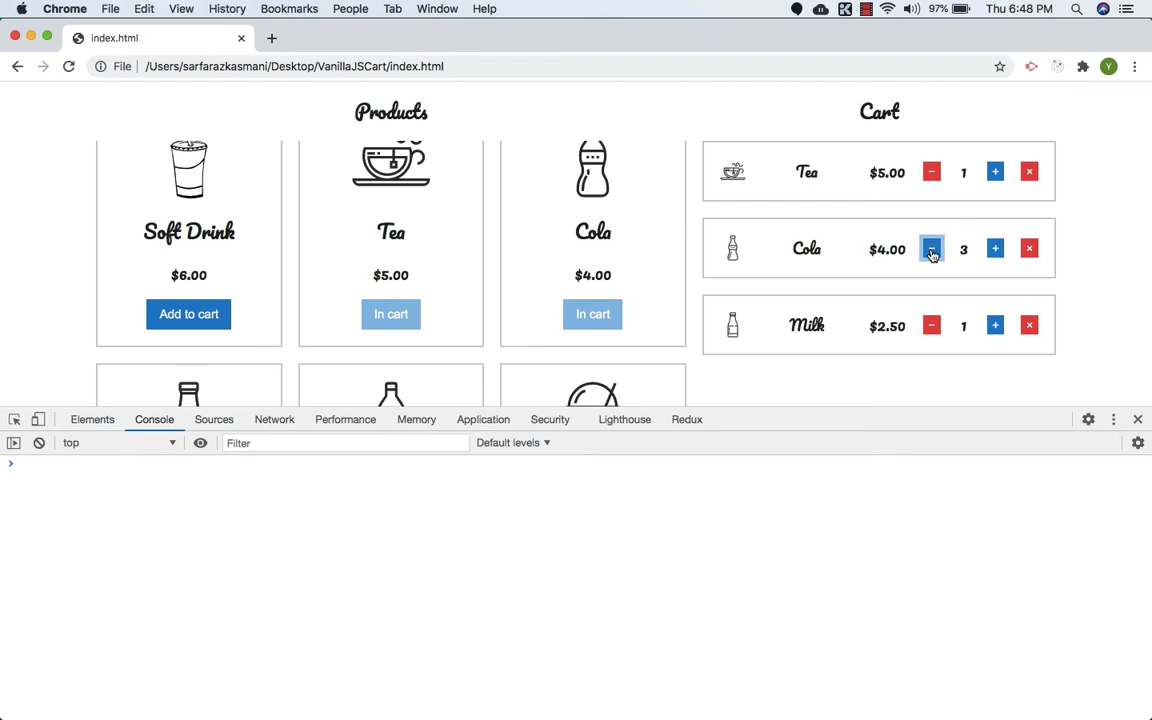 Chrome File Edit View History Bookmarks People Tab Window Help 97% Thu 6:48 PM
index.html
File /Users/sarfarazkasmani/Desktop/VanillaJSCart/index.html Y
Products
Cart
Soft Drink
$6.00
Add to cart
Tea
$5.00
In cart
Cola
$4.00
In cart
Tea $5.00 − 1 + ×
Cola $4.00 − 3 + ×
Milk $2.50 − 1 + ×
Elements Console Sources Network Performance Memory Application Security Lighthouse Redux
top Filter Default levels